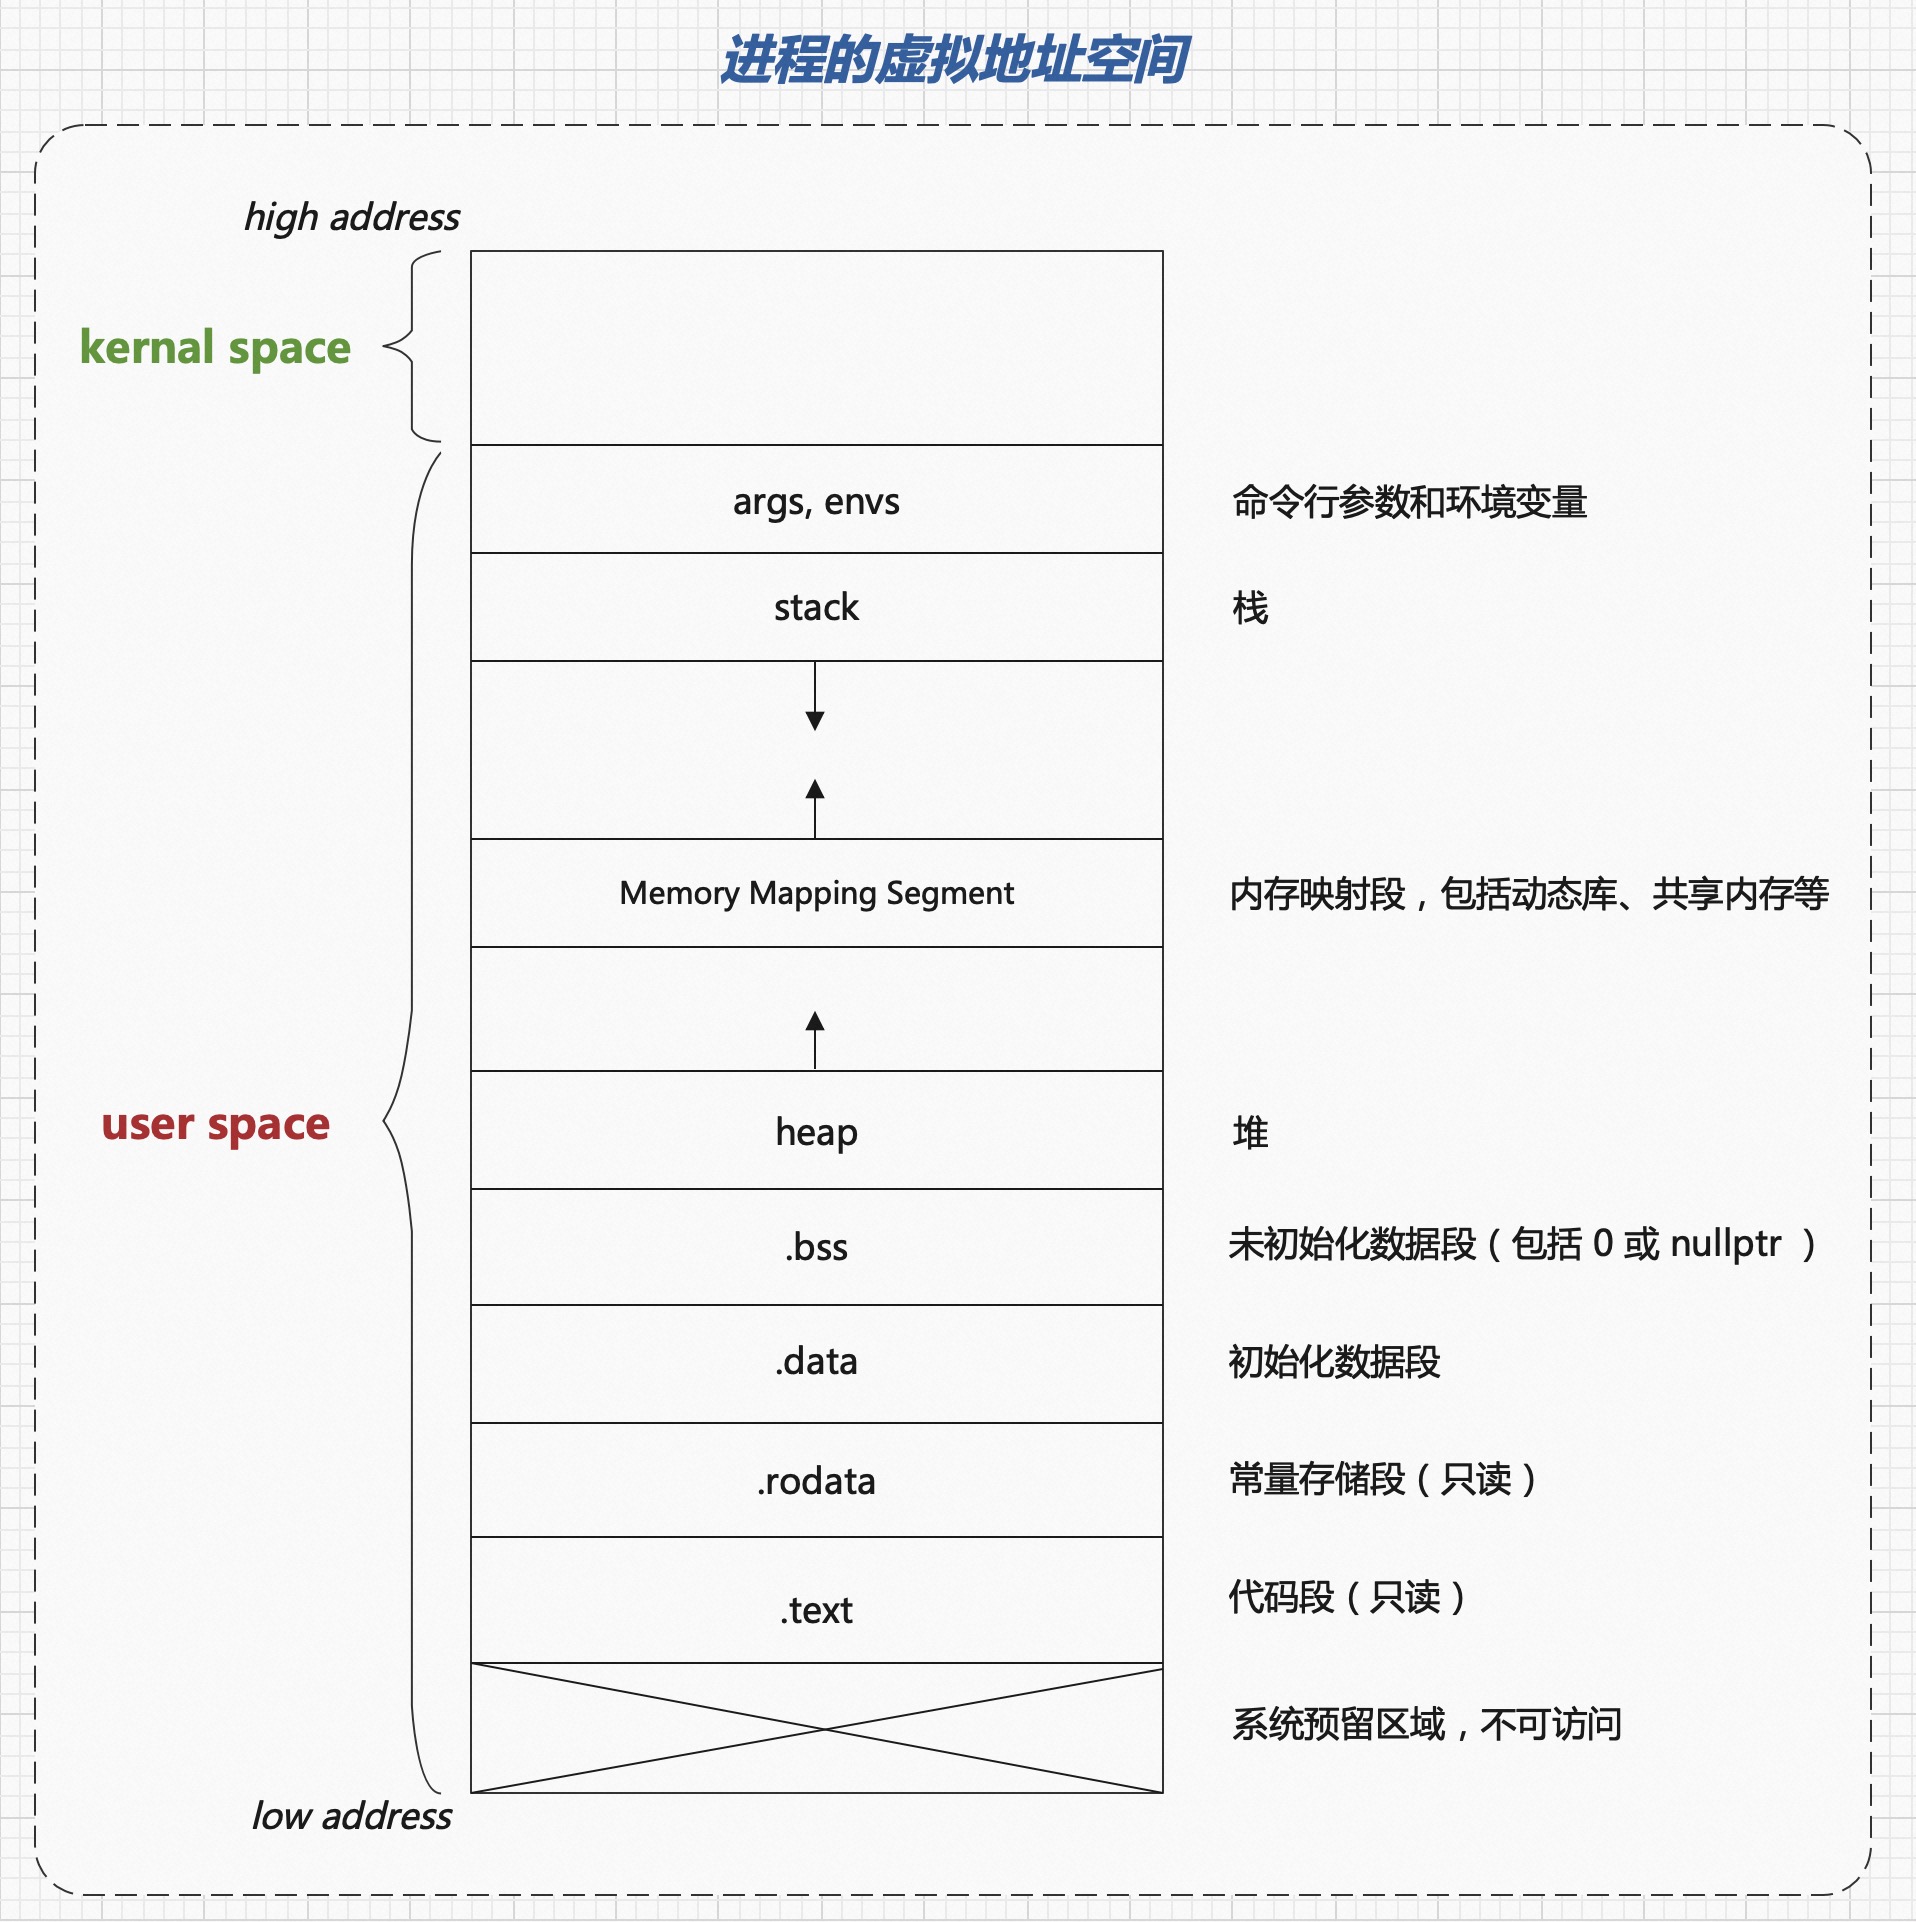 进程的虚拟地址空间
high address
kernal space
args, envs
命令行参数和环境变量
stack
栈
Memory Mapping Segment
内存映射段，包括动态库、共享内存等
user space
heap
堆
.bss
未初始化数据段（包括 0 或 nullptr ）
.data
初始化数据段
.rodata
常量存储段（只读）
.text
代码段（只读）
系统预留区域，不可访问
low address